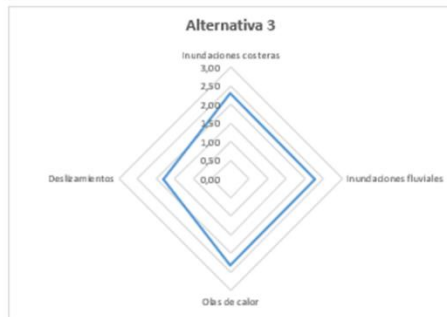 Alternativa 3
Inundaciones costeras
3,00
2,50
2,00
1,50
1,00
0,50
0,00
Deslizamientos
Inundaciones fluviales
Olas de calor